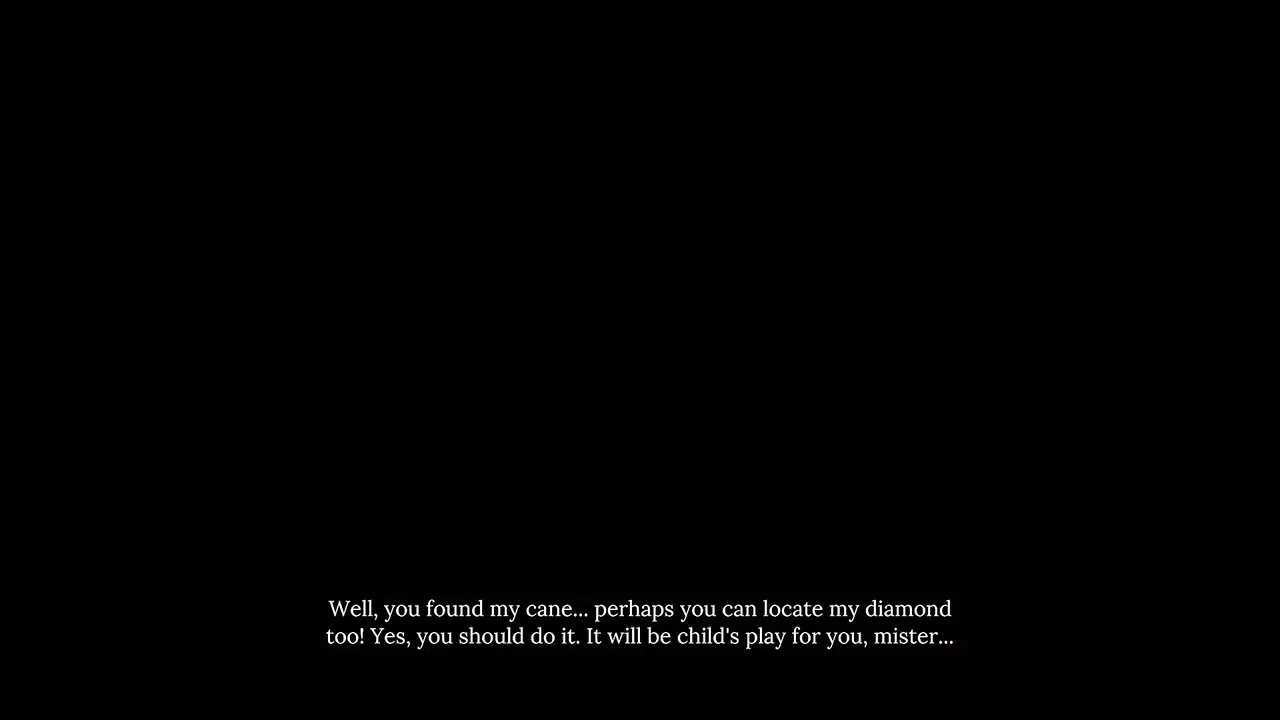 Well, you found my cane... perhaps you can locate my diamond
too! Yes, you should do it. It will be child's play for you, mister...